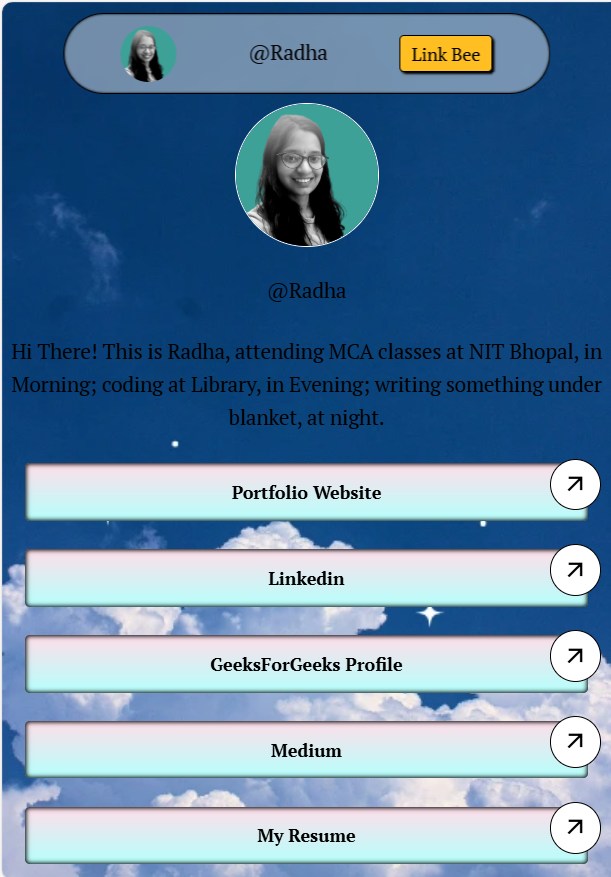 @Radha
Link Bee
@Radha
Hi There! This is Radha, attending MCA classes at NIT Bhopal, in
Morning; coding at Library, in Evening; writing something under
blanket, at night.
Portfolio Website
Linkedin
GeeksForGeeks Profile
Medium
My Resume